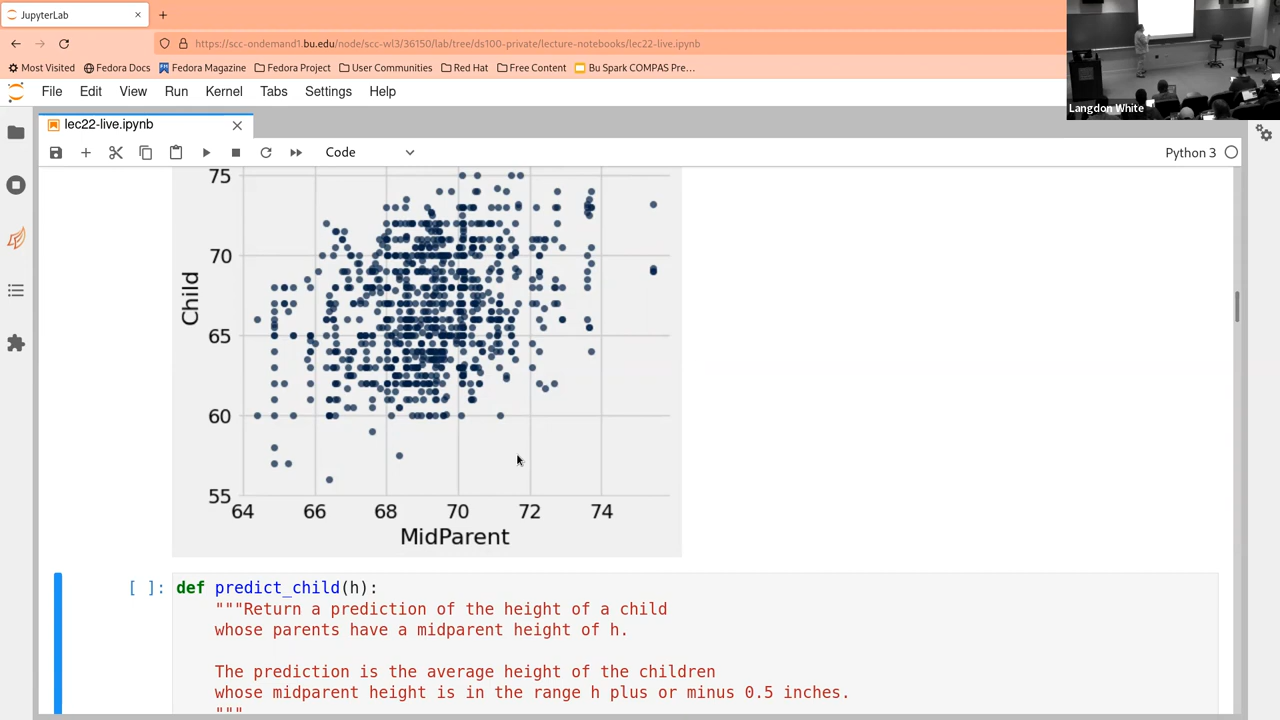 JupyterLab
https://scc-ondemand1.bu.edu/node/scc-wl3/36150/lab/tree/ds100-private/lecture-notebooks/lec22-live.ipynb
Most Visited Fedora Docs Fedora Magazine Fedora Project User Communities Red Hat Free Content Bu Spark COMPAS Pre...
Langdon White
File Edit View Run Kernel Tabs Settings Help
lec22-live.ipynb
Code
Python 3
75
70
65
60
55
Child
64 66 68 70 72 74
MidParent
[ ]: def predict_child(h):
"""Return a prediction of the height of a child
whose parents have a midparent height of h.
The prediction is the average height of the children
whose midparent height is in the range h plus or minus 0.5 inches.
"""